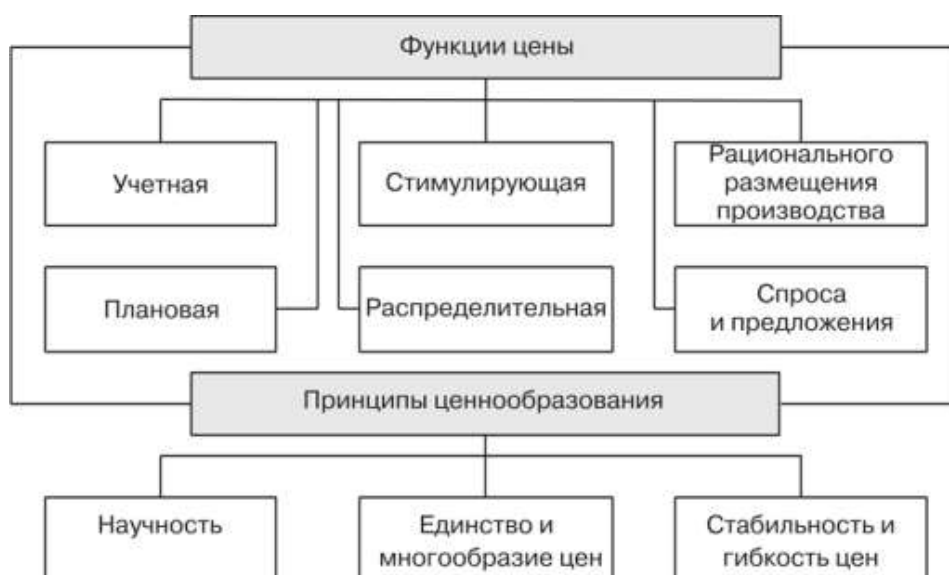 Функции цены
Учетная
Стимулирующая
Рационального
размещения
производства
Плановая
Распределительная
Спроса
и предложения
Принципы ценнообразования
Научность
Единство и
многообразие цен
Стабильность и
гибкость цен